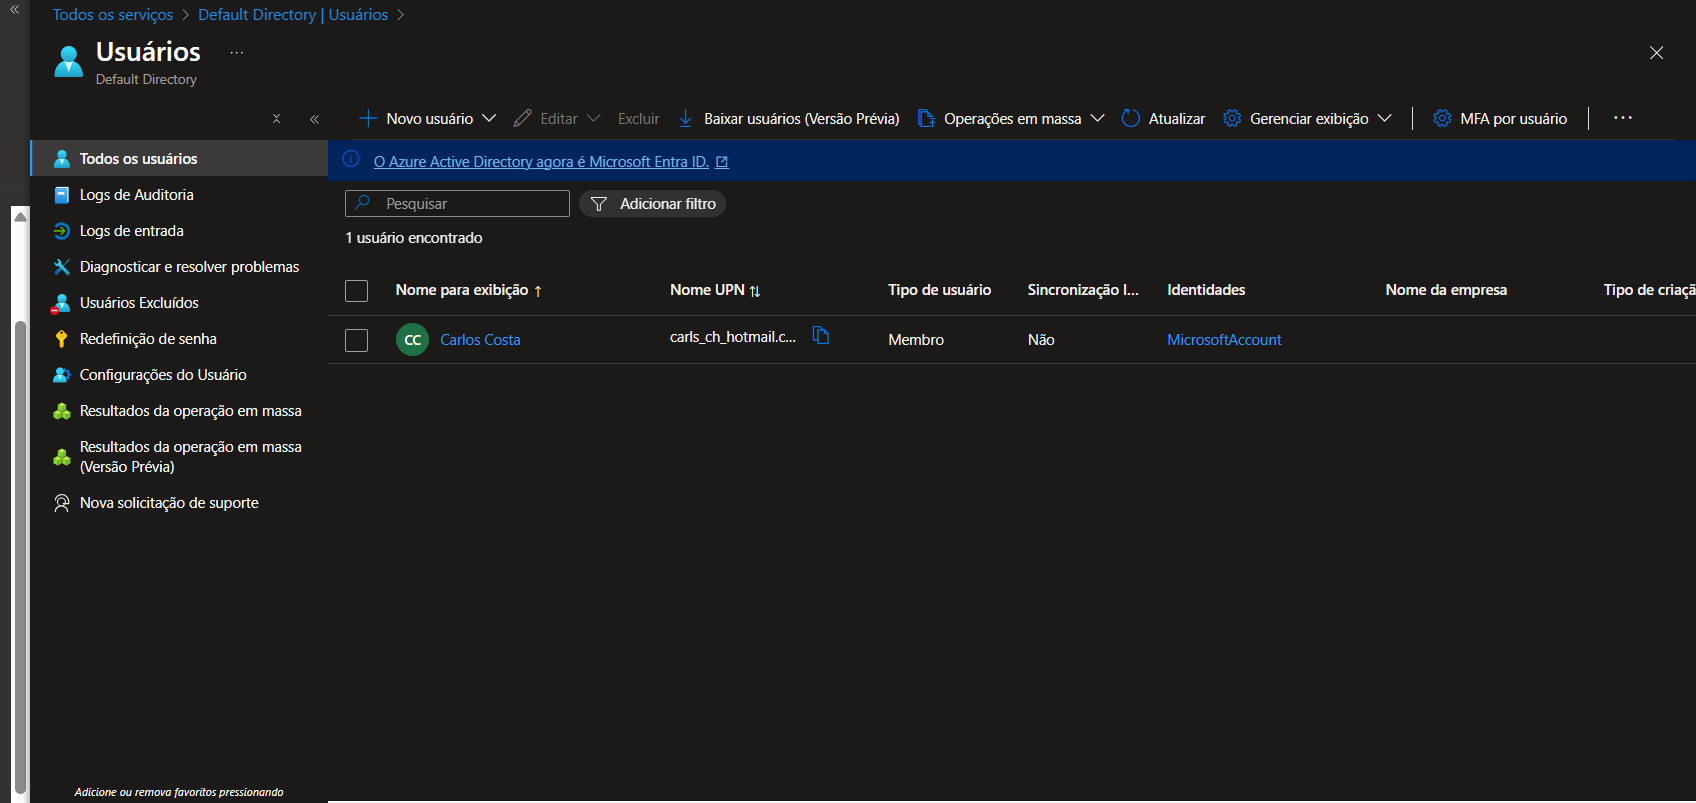 Todos os serviços > Default Directory | Usuários >
Usuários ...
Default Directory
Novo usuário
Editar
Excluir
Baixar usuários (Versão Prévia)
Operações em massa
Atualizar
Gerenciar exibição
MFA por usuário
Todos os usuários
Logs de Auditoria
Logs de entrada
Diagnosticar e resolver problemas
Usuários Excluídos
Redefinição de senha
Configurações do Usuário
Resultados da operação em massa
Resultados da operação em massa
(Versão Prévia)
Nova solicitação de suporte
Adicione ou remova favoritos pressionando
O Azure Active Directory agora é Microsoft Entra ID.
Pesquisar
Adicionar filtro
1 usuário encontrado
Nome para exibição ↑ Nome UPN ↑↓ Tipo de usuário Sincronização l... Identidades Nome da empresa Tipo de criaçã
CC Carlos Costa carls_ch_hotmail.c... Membro Não MicrosoftAccount